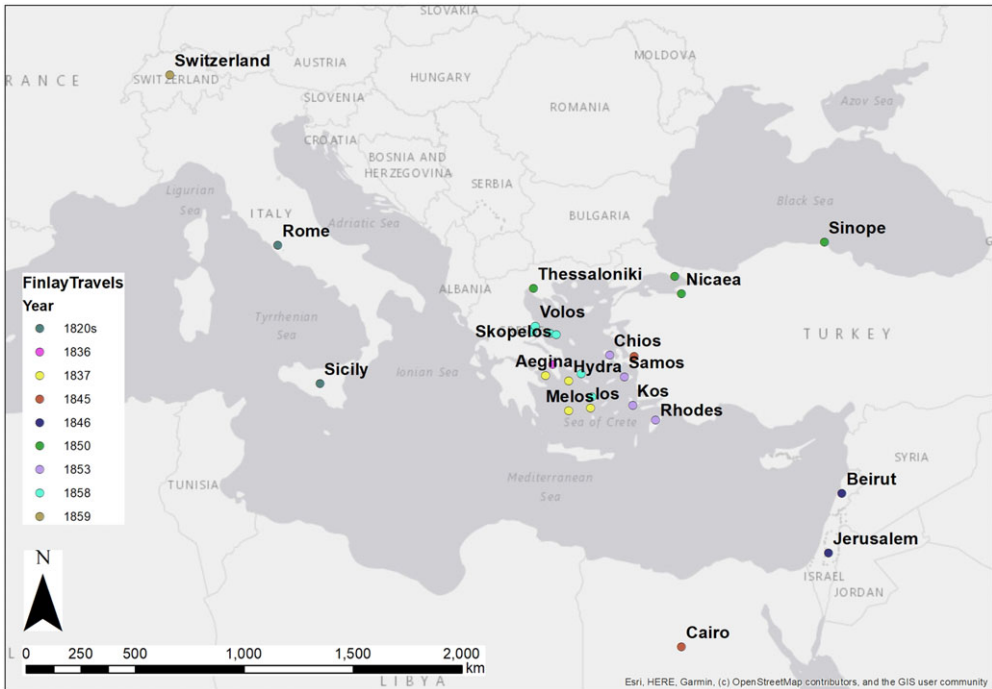 SLOVAKIA
Switzerland
SWITZERLAND
AUSTRIA
MOLDOVA
RANCE
HUNGARY
SLOVENIA
ROMANIA
Azov Sea
CROATIA
BOSNIA AND
HERZEGOVINA
SERBIA
Ligurian
Sea
ITALY
Adriatic Sea
Black Sea
BULGARIA
Rome
Sinope
Thessaloniki
Nicaea
ALBANIA
Volos
Skopelos
Tyrrhenian
Sea
TURKEY
Chios
Aegina
Hydra
Samos
Sicily
Ionian Sea
Melos
Ios
Kos
Rhodes
Sea of Crete
SYRIA
Mediterranean
Sea
TUNISIA
Beirut
Jerusalem
ISRAEL
JORDAN
Cairo
LIBYA
FinlayTravels
Year
1820s
1836
1837
1845
1846
1850
1853
1858
1859
N
0 250 500 1,000 1,500 2,000
km
Esri, HERE, Garmin, (c) OpenStreetMap contributors, and the GIS user community